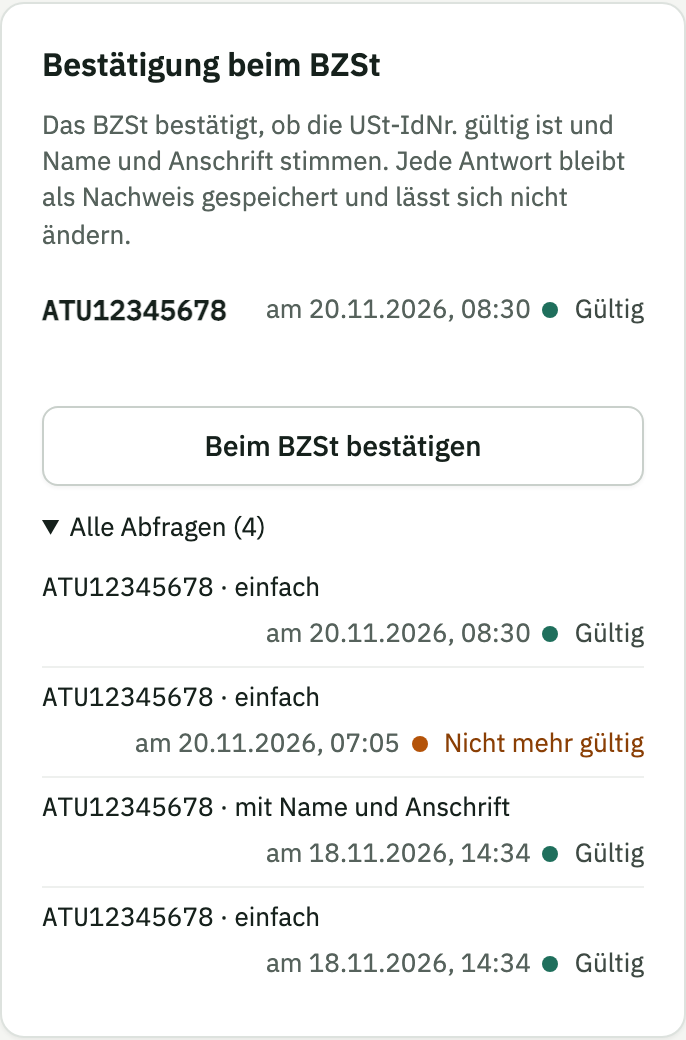 Bestätigung beim BZSt
Das BZSt bestätigt, ob die USt-IdNr. gültig ist und
Name und Anschrift stimmen. Jede Antwort bleibt
als Nachweis gespeichert und lässt sich nicht
ändern.
ATU12345678 am 20.11.2026, 08:30 Gültig
Beim BZSt bestätigen
Alle Abfragen (4)
ATU12345678 · einfach
am 20.11.2026, 08:30 Gültig
ATU12345678 · einfach
am 20.11.2026, 07:05 Nicht mehr gültig
ATU12345678 · mit Name und Anschrift
am 18.11.2026, 14:34 Gültig
ATU12345678 · einfach
am 18.11.2026, 14:34 Gültig